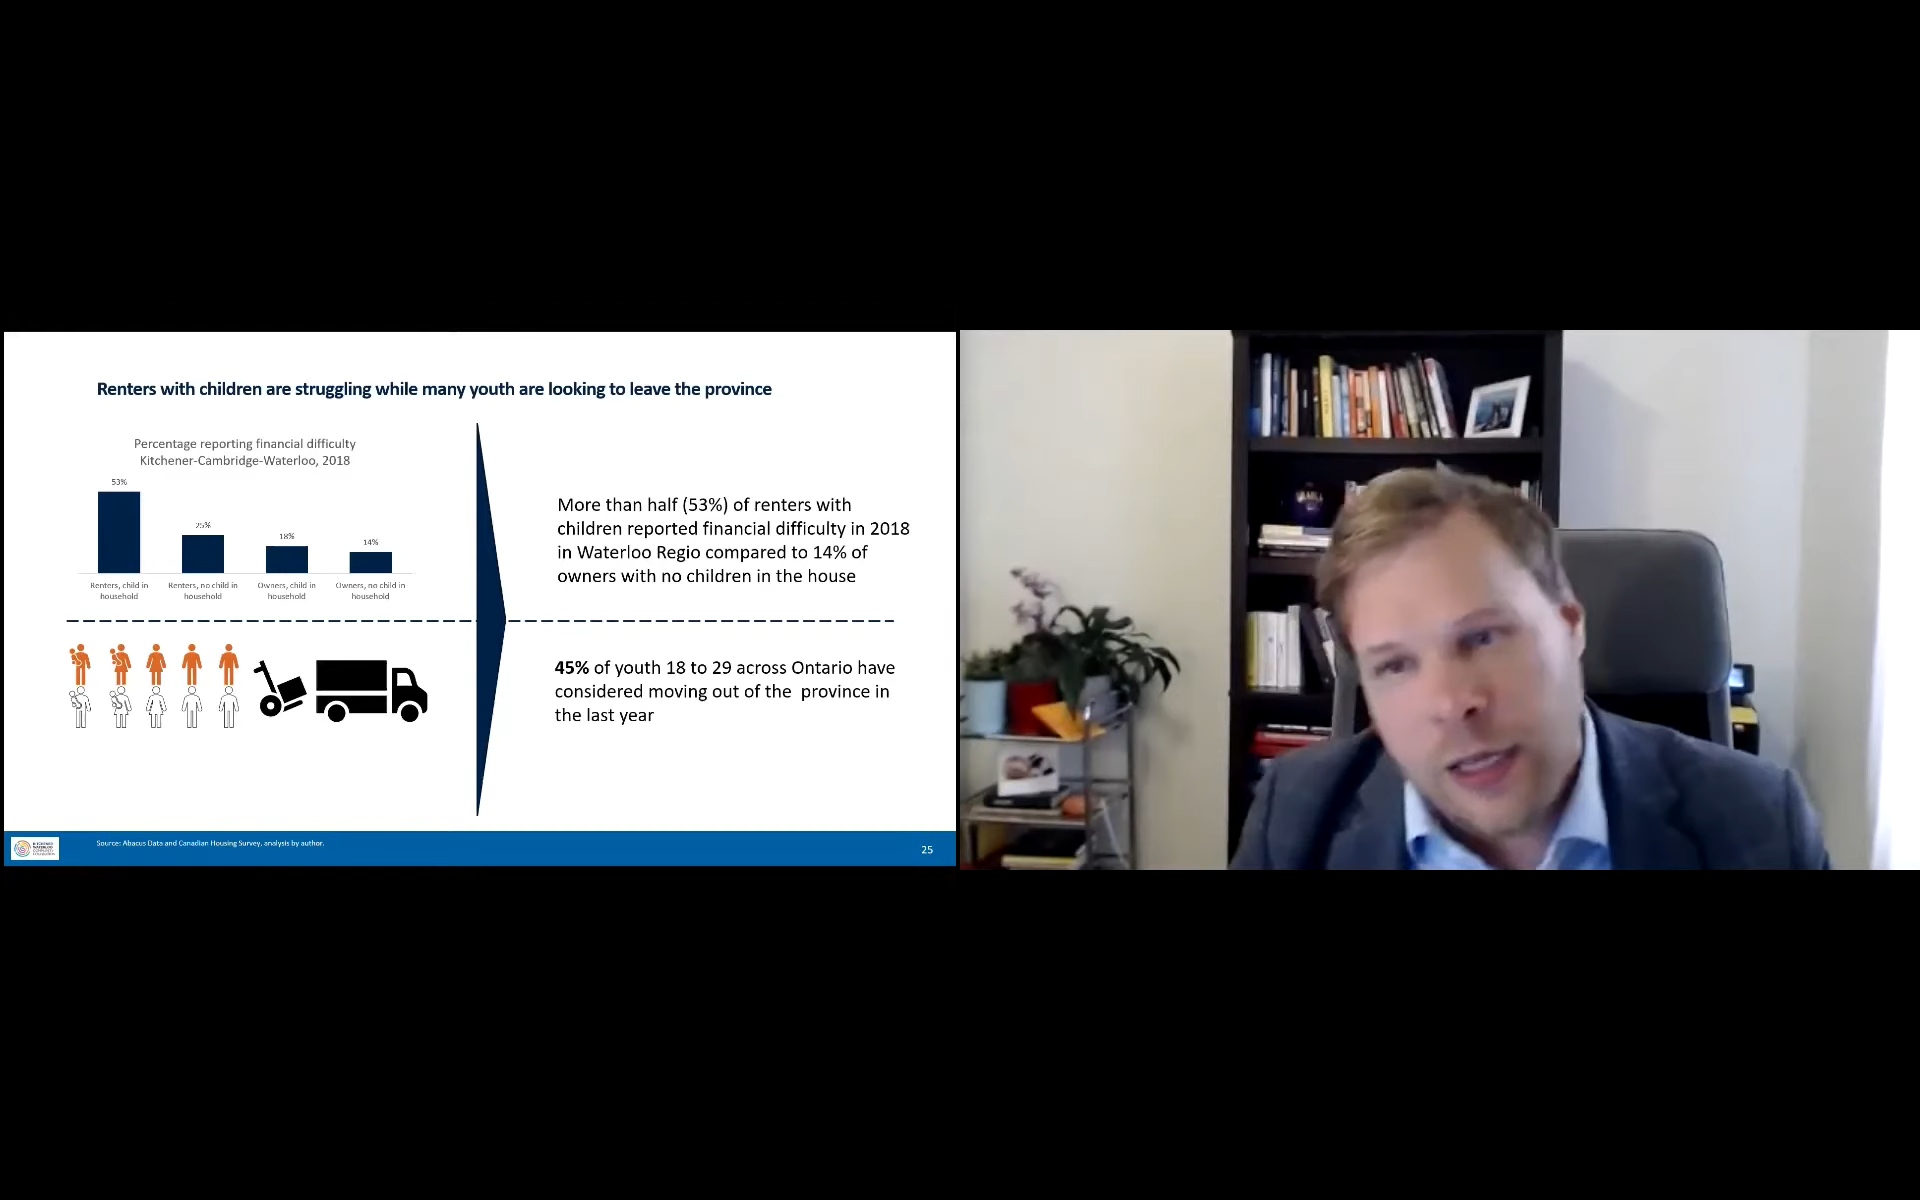 Renters with children are struggling while many youth are looking to leave the province
Percentage reporting financial difficulty
Kitchener-Cambridge-Waterloo, 2018
53%
25%
18%
14%
Renters, child in
household
Renters, no child in
household
Owners, child in
household
Owners, no child in
household
More than half (53%) of renters with
children reported financial difficulty in 2018
in Waterloo Regio compared to 14% of
owners with no children in the house
45% of youth 18 to 29 across Ontario have
considered moving out of the province in
the last year
KITCHENER
WATERLOO
COMMUNITY
FOUNDATION
Source: Abacus Data and Canadian Housing Survey, analysis by author.
25